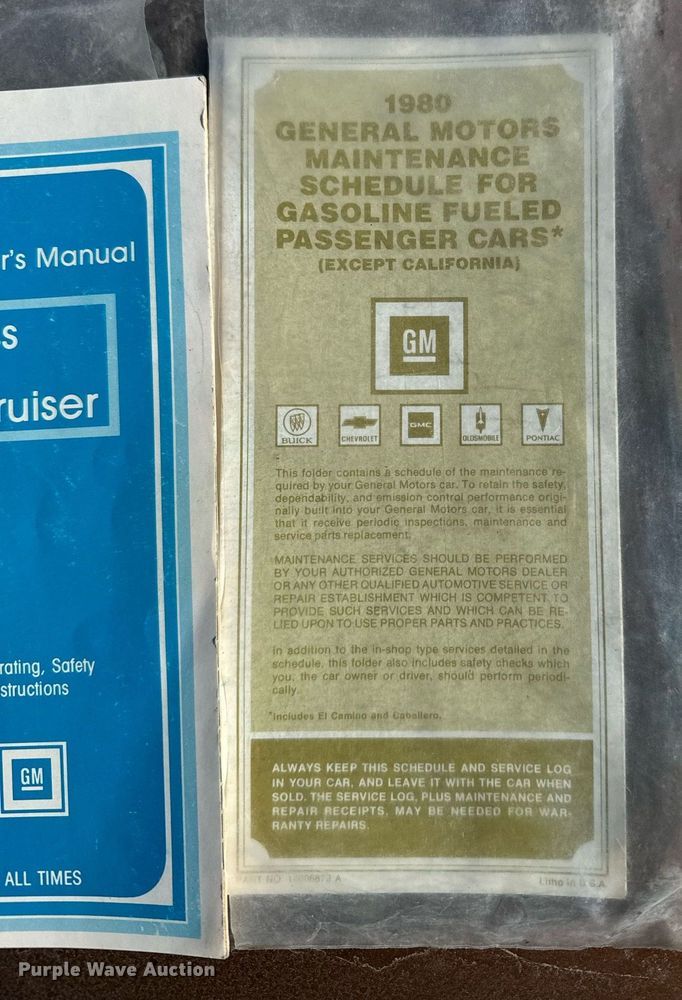 r's Manual
ss
ruiser
rating, Safety
structions
GM
ALL TIMES
1980
GENERAL MOTORS
MAINTENANCE
SCHEDULE FOR
GASOLINE FUELED
PASSENGER CARS*
(EXCEPT CALIFORNIA)
GM
BUICK CHEVROLET GMC OLDSMOBILE PONTIAC
This folder contains a schedule of the maintenance re-
quired by your General Motors car. To retain the safety,
dependability, and emission control performance origi-
nally built into your General Motors car, it is essential
that it receive periodic inspections, maintenance and
service parts replacement.
MAINTENANCE SERVICES SHOULD BE PERFORMED
BY YOUR AUTHORIZED GENERAL MOTORS DEALER
OR ANY OTHER QUALIFIED AUTOMOTIVE SERVICE OR
REPAIR ESTABLISHMENT WHICH IS COMPETENT TO
PROVIDE SUCH SERVICES AND WHICH CAN BE RE-
LIED UPON TO USE PROPER PARTS AND PRACTICES.
In addition to the in-shop type services detailed in the
schedule, this folder also includes safety checks which
you, the car owner or driver, should perform periodi-
cally.
*Includes El Camino and Caballero.
ALWAYS KEEP THIS SCHEDULE AND SERVICE LOG
IN YOUR CAR, AND LEAVE IT WITH THE CAR WHEN
SOLD. THE SERVICE LOG, PLUS MAINTENANCE AND
REPAIR RECEIPTS, MAY BE NEEDED FOR WAR-
RANTY REPAIRS.
PART NO. A
Litho in U.S.A.
Purple Wave Auction